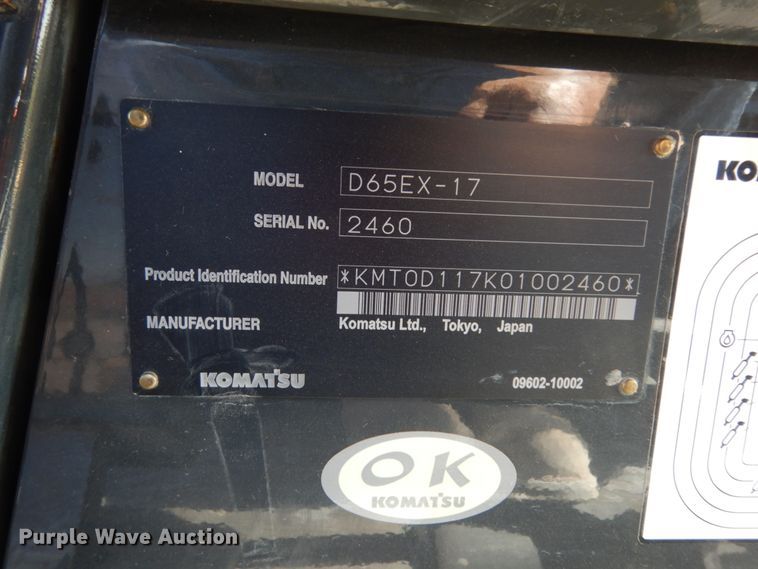 MODEL D65EX-17
SERIAL No. 2460
Product Identification Number *KMT0D117K01002460*
MANUFACTURER Komatsu Ltd., Tokyo, Japan
KOMATSU 09602-10002
OK
KOMATSU
Purple Wave Auction